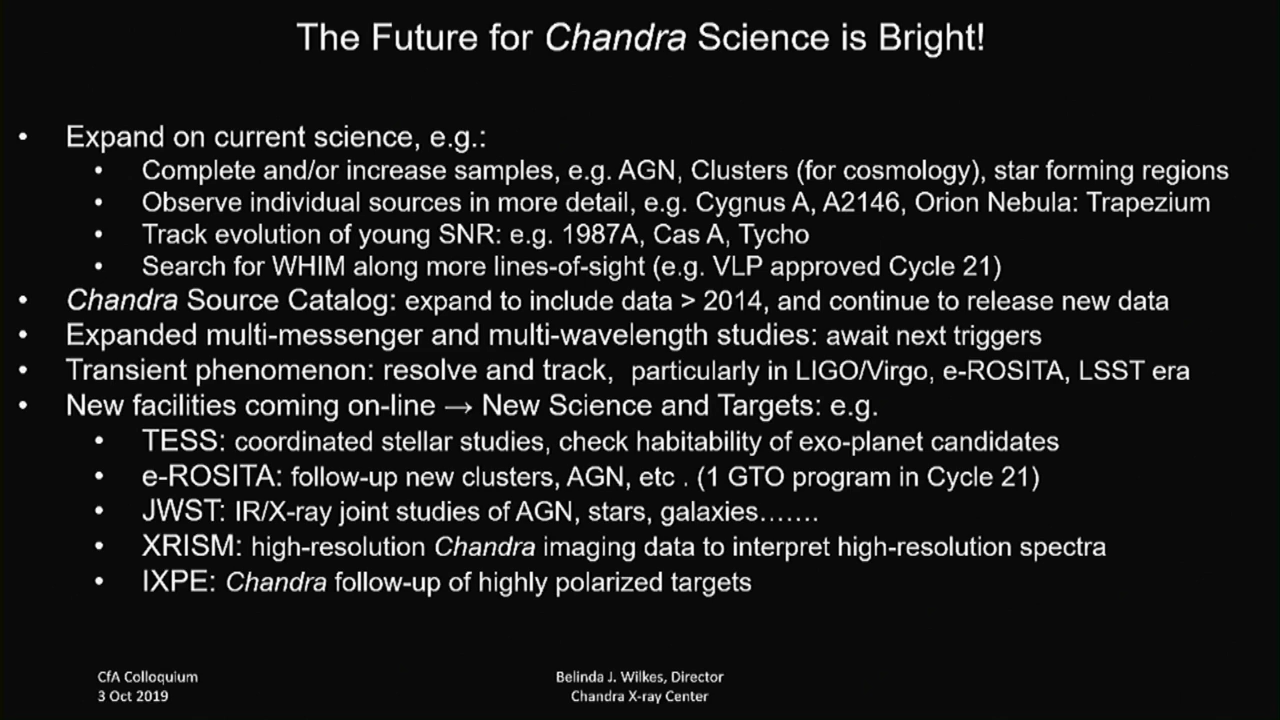 The Future for Chandra Science is Bright!
• Expand on current science, e.g.:
• Complete and/or increase samples, e.g. AGN, Clusters (for cosmology), star forming regions
• Observe individual sources in more detail, e.g. Cygnus A, A2146, Orion Nebula: Trapezium
• Track evolution of young SNR: e.g. 1987A, Cas A, Tycho
• Search for WHIM along more lines-of-sight (e.g. VLP approved Cycle 21)
• Chandra Source Catalog: expand to include data > 2014, and continue to release new data
• Expanded multi-messenger and multi-wavelength studies: await next triggers
• Transient phenomenon: resolve and track, particularly in LIGO/Virgo, e-ROSITA, LSST era
• New facilities coming on-line → New Science and Targets: e.g.
• TESS: coordinated stellar studies, check habitability of exo-planet candidates
• e-ROSITA: follow-up new clusters, AGN, etc . (1 GTO program in Cycle 21)
• JWST: IR/X-ray joint studies of AGN, stars, galaxies.......
• XRISM: high-resolution Chandra imaging data to interpret high-resolution spectra
• IXPE: Chandra follow-up of highly polarized targets
CfA Colloquium
3 Oct 2019
Belinda J. Wilkes, Director
Chandra X-ray Center